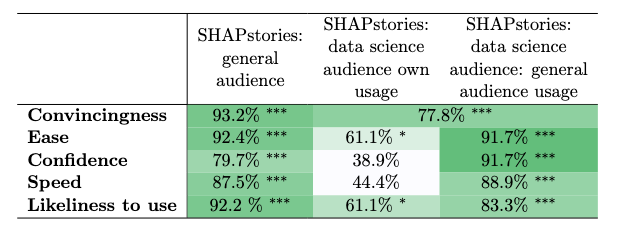 SHAPstories: general audience SHAPstories: data science audience own usage SHAPstories: data science audience: general audience usage
Convincingness 93.2% *** 77.8% ***
Ease 92.4% *** 61.1% * 91.7% ***
Confidence 79.7% *** 38.9% 91.7% ***
Speed 87.5% *** 44.4% 88.9% ***
Likeliness to use 92.2 % *** 61.1% * 83.3% ***